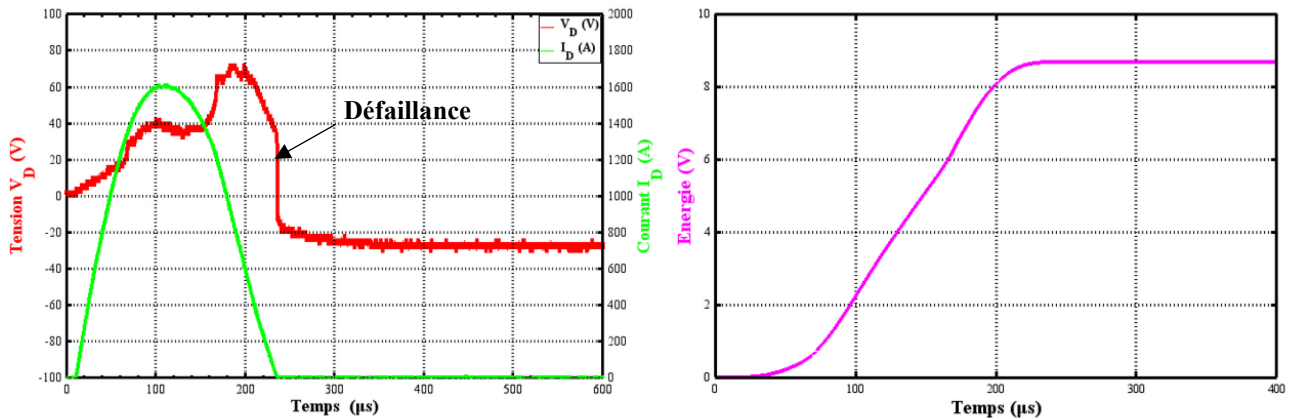 V_D (V)
I_D (A)
Défaillance
Tension V_D (V)
100
80
60
40
20
0
-20
-40
-60
-80
-100
2000
1800
1600
1400
1200
1000
800
600
400
200
0
Courant I_D (A)
0 100 200 300 400 500 600
Temps (µs)
Energie (V)
10
8
6
4
2
0
0 100 200 300 400
Temps (µs)